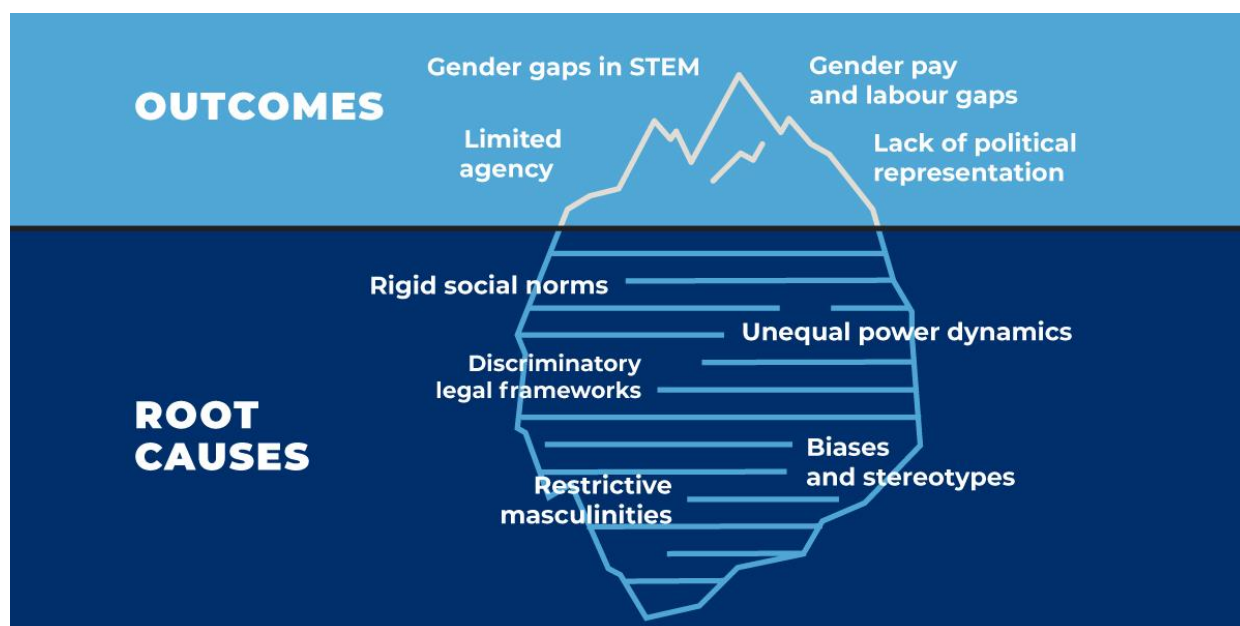 OUTCOMES
Gender gaps in STEM
Gender pay
and labour gaps
Limited
agency
Lack of political
representation
ROOT
CAUSES
Rigid social norms
Unequal power dynamics
Discriminatory
legal frameworks
Biases
and stereotypes
Restrictive
masculinities